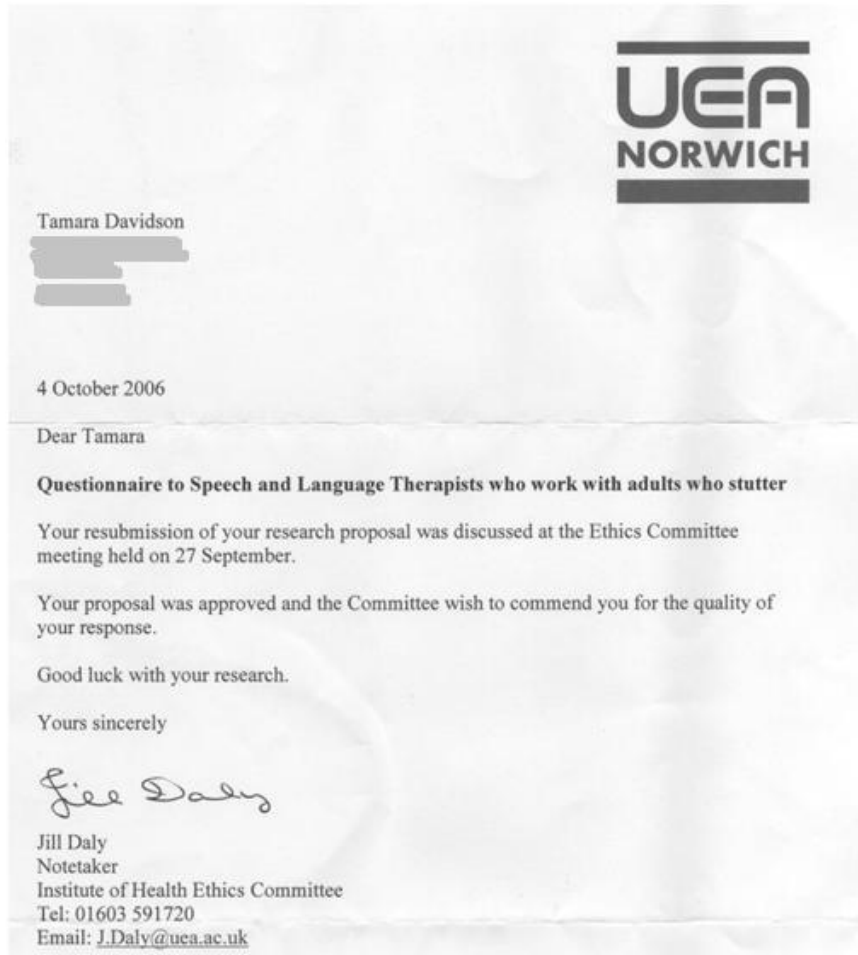 UEA
NORWICH
Tamara Davidson
4 October 2006
Dear Tamara
Questionnaire to Speech and Language Therapists who work with adults who stutter
Your resubmission of your research proposal was discussed at the Ethics Committee
meeting held on 27 September.
Your proposal was approved and the Committee wish to commend you for the quality of
your response.
Good luck with your research.
Yours sincerely
Jill Daly
Jill Daly
Notetaker
Institute of Health Ethics Committee
Tel: 01603 591720
Email: J.Daly@uea.ac.uk